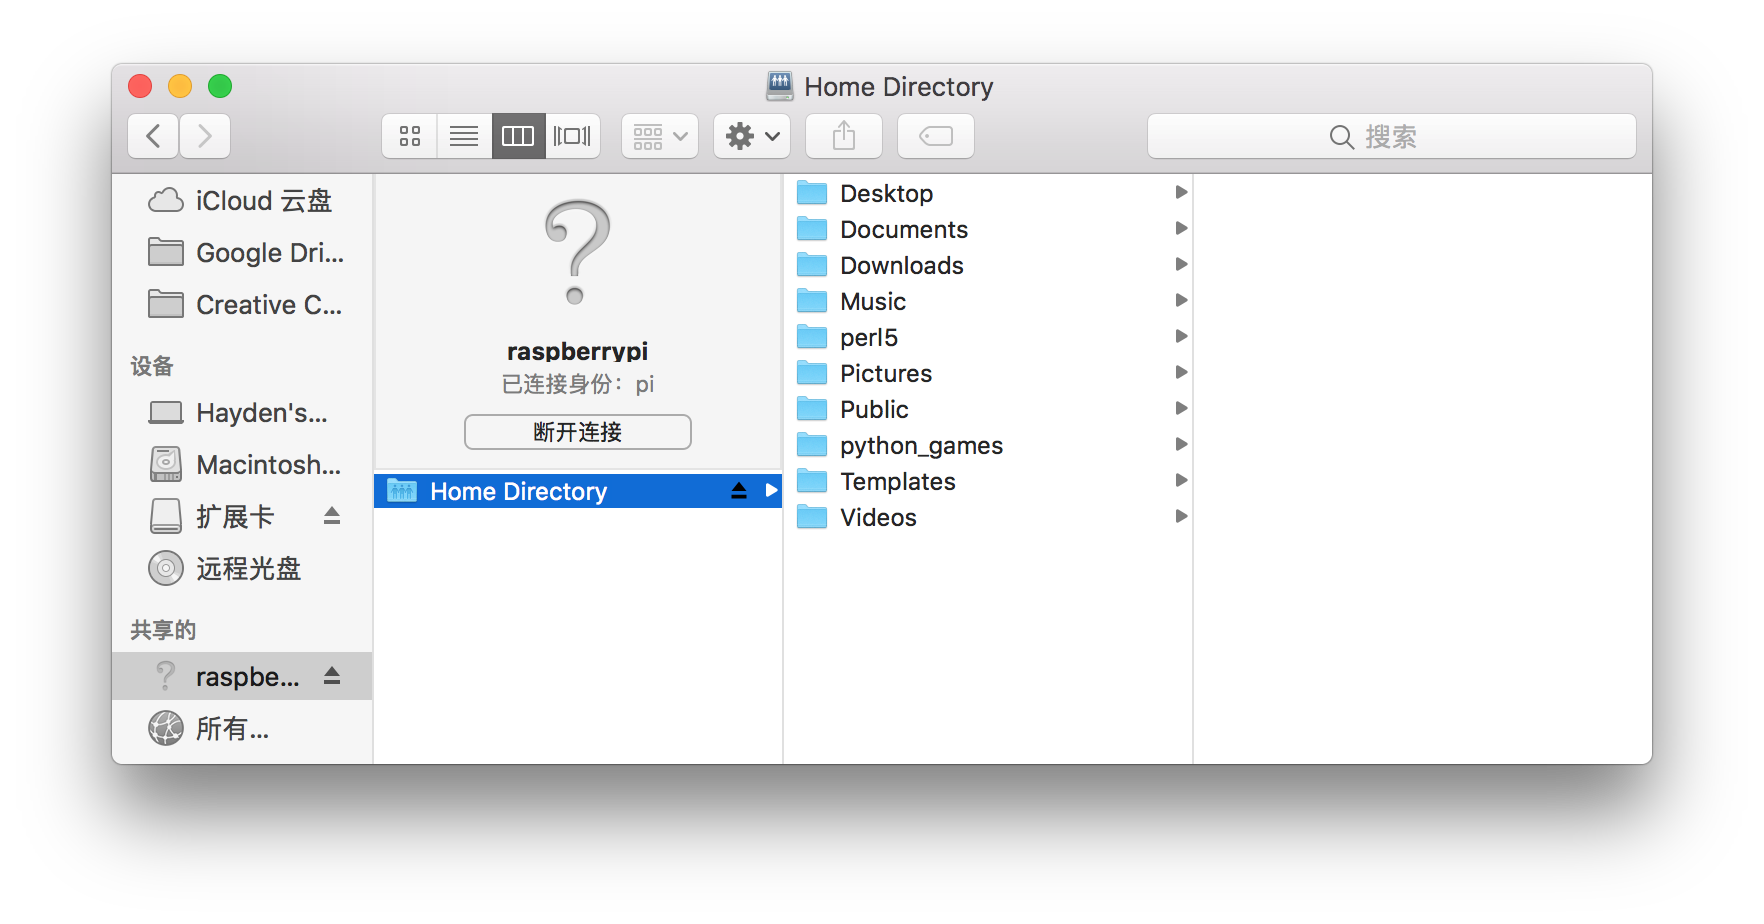 Home Directory
搜索
iCloud 云盘
Google Dri...
Creative C...
设备
Hayden's...
Macintosh...
扩展卡
远程光盘
共享的
raspbe...
所有...
raspberrypi
已连接身份：pi
断开连接
Home Directory
Desktop
Documents
Downloads
Music
perl5
Pictures
Public
python_games
Templates
Videos